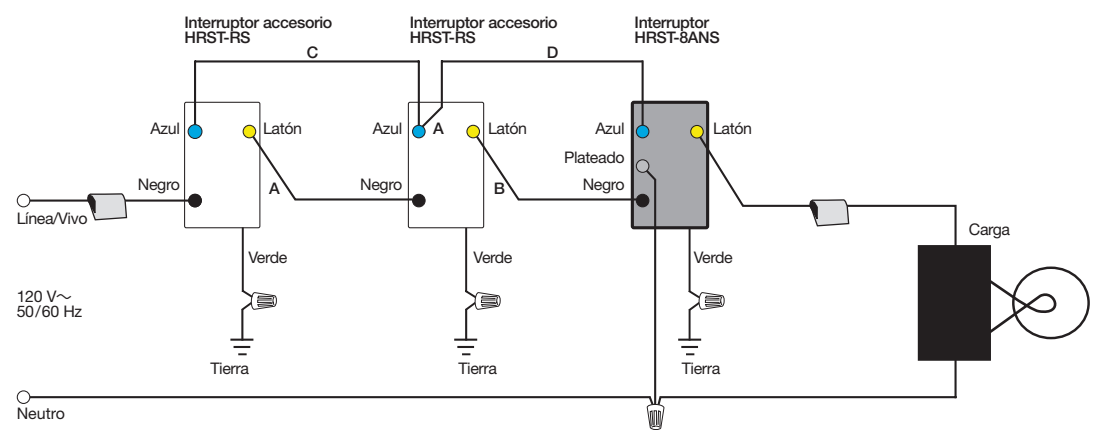 Interruptor accesorio
HRST-RS
Interruptor accesorio
HRST-RS
Interruptor
HRST-8ANS
C
D
Azul
Latón
Azul
A
Latón
Azul
Latón
Plateado
Negro
A
Negro
B
Negro
Línea/Vivo
Carga
Verde
Verde
Verde
120 V~
50/60 Hz
Tierra
Tierra
Tierra
Neutro